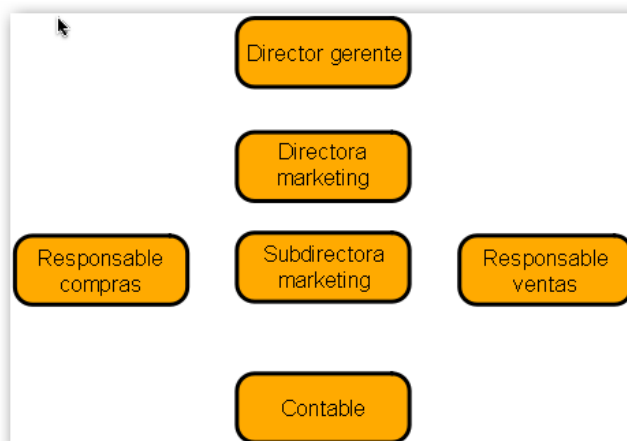 Director gerente
Directora
marketing
Responsable
compras
Subdirectora
marketing
Responsable
ventas
Contable